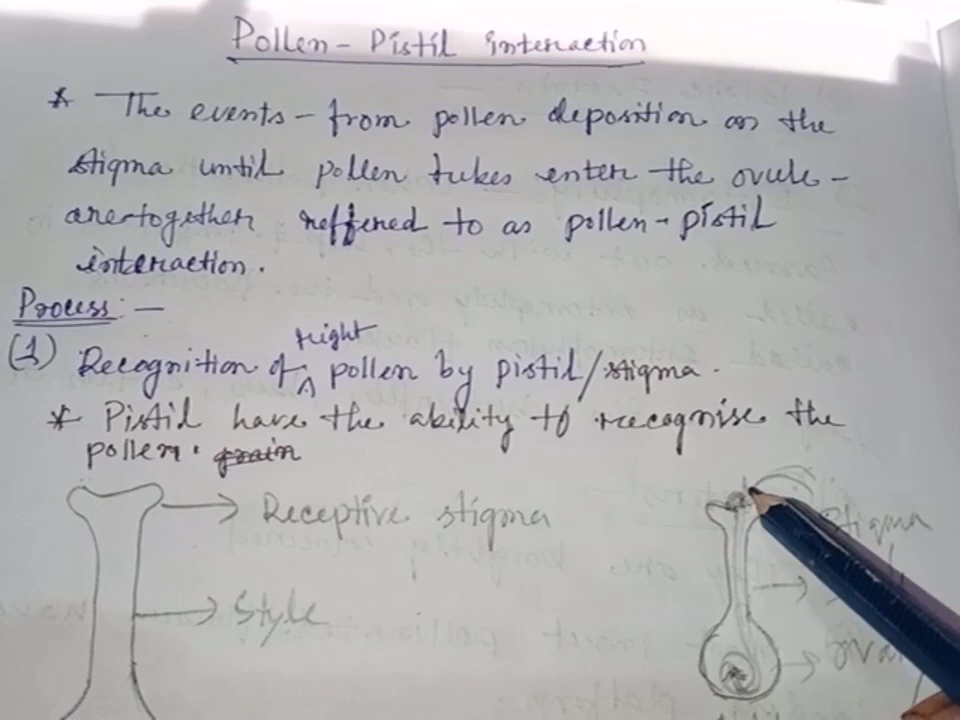 Pollen - Pistil interaction
* The events - from pollen deposition on the
stigma until pollen tubes enter the ovule -
are together reffered to as pollen - pistil
interaction.
Process : -
(1) Recognition of right pollen by pistil/stigma.
* Pistil have the ability to recognise the
pollen. grain
Receptive stigma
Style
Stigma